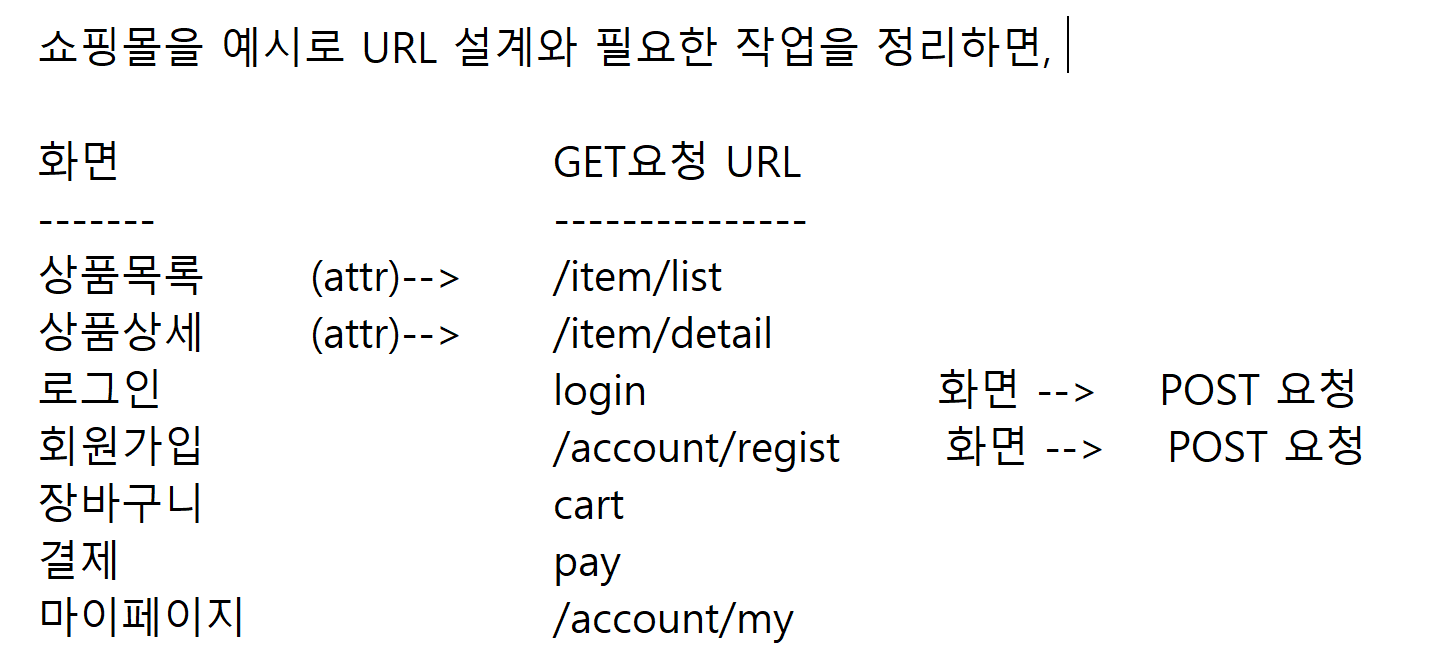 쇼핑몰을 예시로 URL 설계와 필요한 작업을 정리하면,
화면 GET요청 URL
------- ---------------
상품목록 (attr)--> /item/list
상품상세 (attr)--> /item/detail
로그인 login 화면 --> POST 요청
회원가입 /account/regist 화면 --> POST 요청
장바구니 cart
결제 pay
마이페이지 /account/my